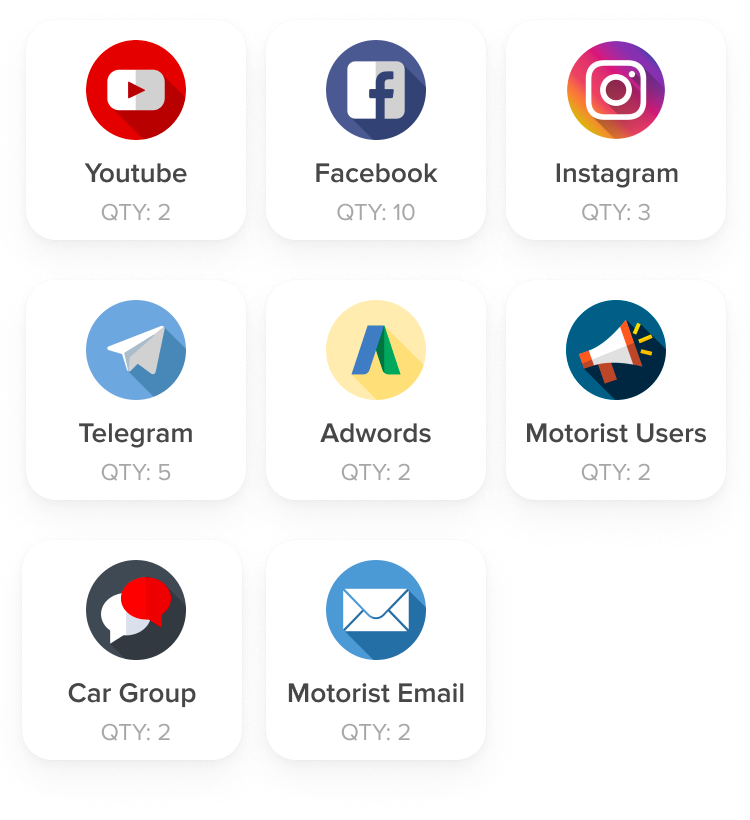 Youtube
QTY: 2
Facebook
QTY: 10
Instagram
QTY: 3
Telegram
QTY: 5
Adwords
QTY: 2
Motorist Users
QTY: 2
Car Group
QTY: 2
Motorist Email
QTY: 2